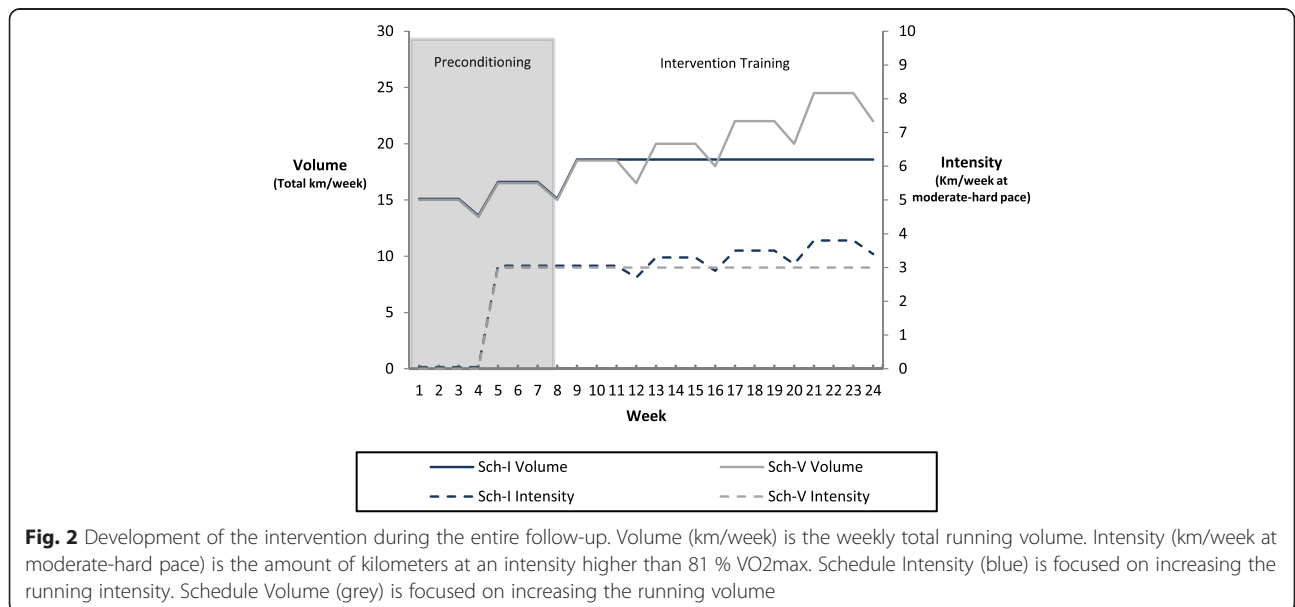 30
25
20
15
10
5
0
Volume
(Total km/week)
Preconditioning
Intervention Training
10
9
8
7
6
5
4
3
2
1
0
Intensity
(Km/week at
moderate-hard pace)
1 2 3 4 5 6 7 8 9 10 11 12 13 14 15 16 17 18 19 20 21 22 23 24
Week
Sch-I Volume
Sch-V Volume
Sch-I Intensity
Sch-V Intensity
Fig. 2 Development of the intervention during the entire follow-up. Volume (km/week) is the weekly total running volume. Intensity (km/week at
moderate-hard pace) is the amount of kilometers at an intensity higher than 81 % VO2max. Schedule Intensity (blue) is focused on increasing the
running intensity. Schedule Volume (grey) is focused on increasing the running volume